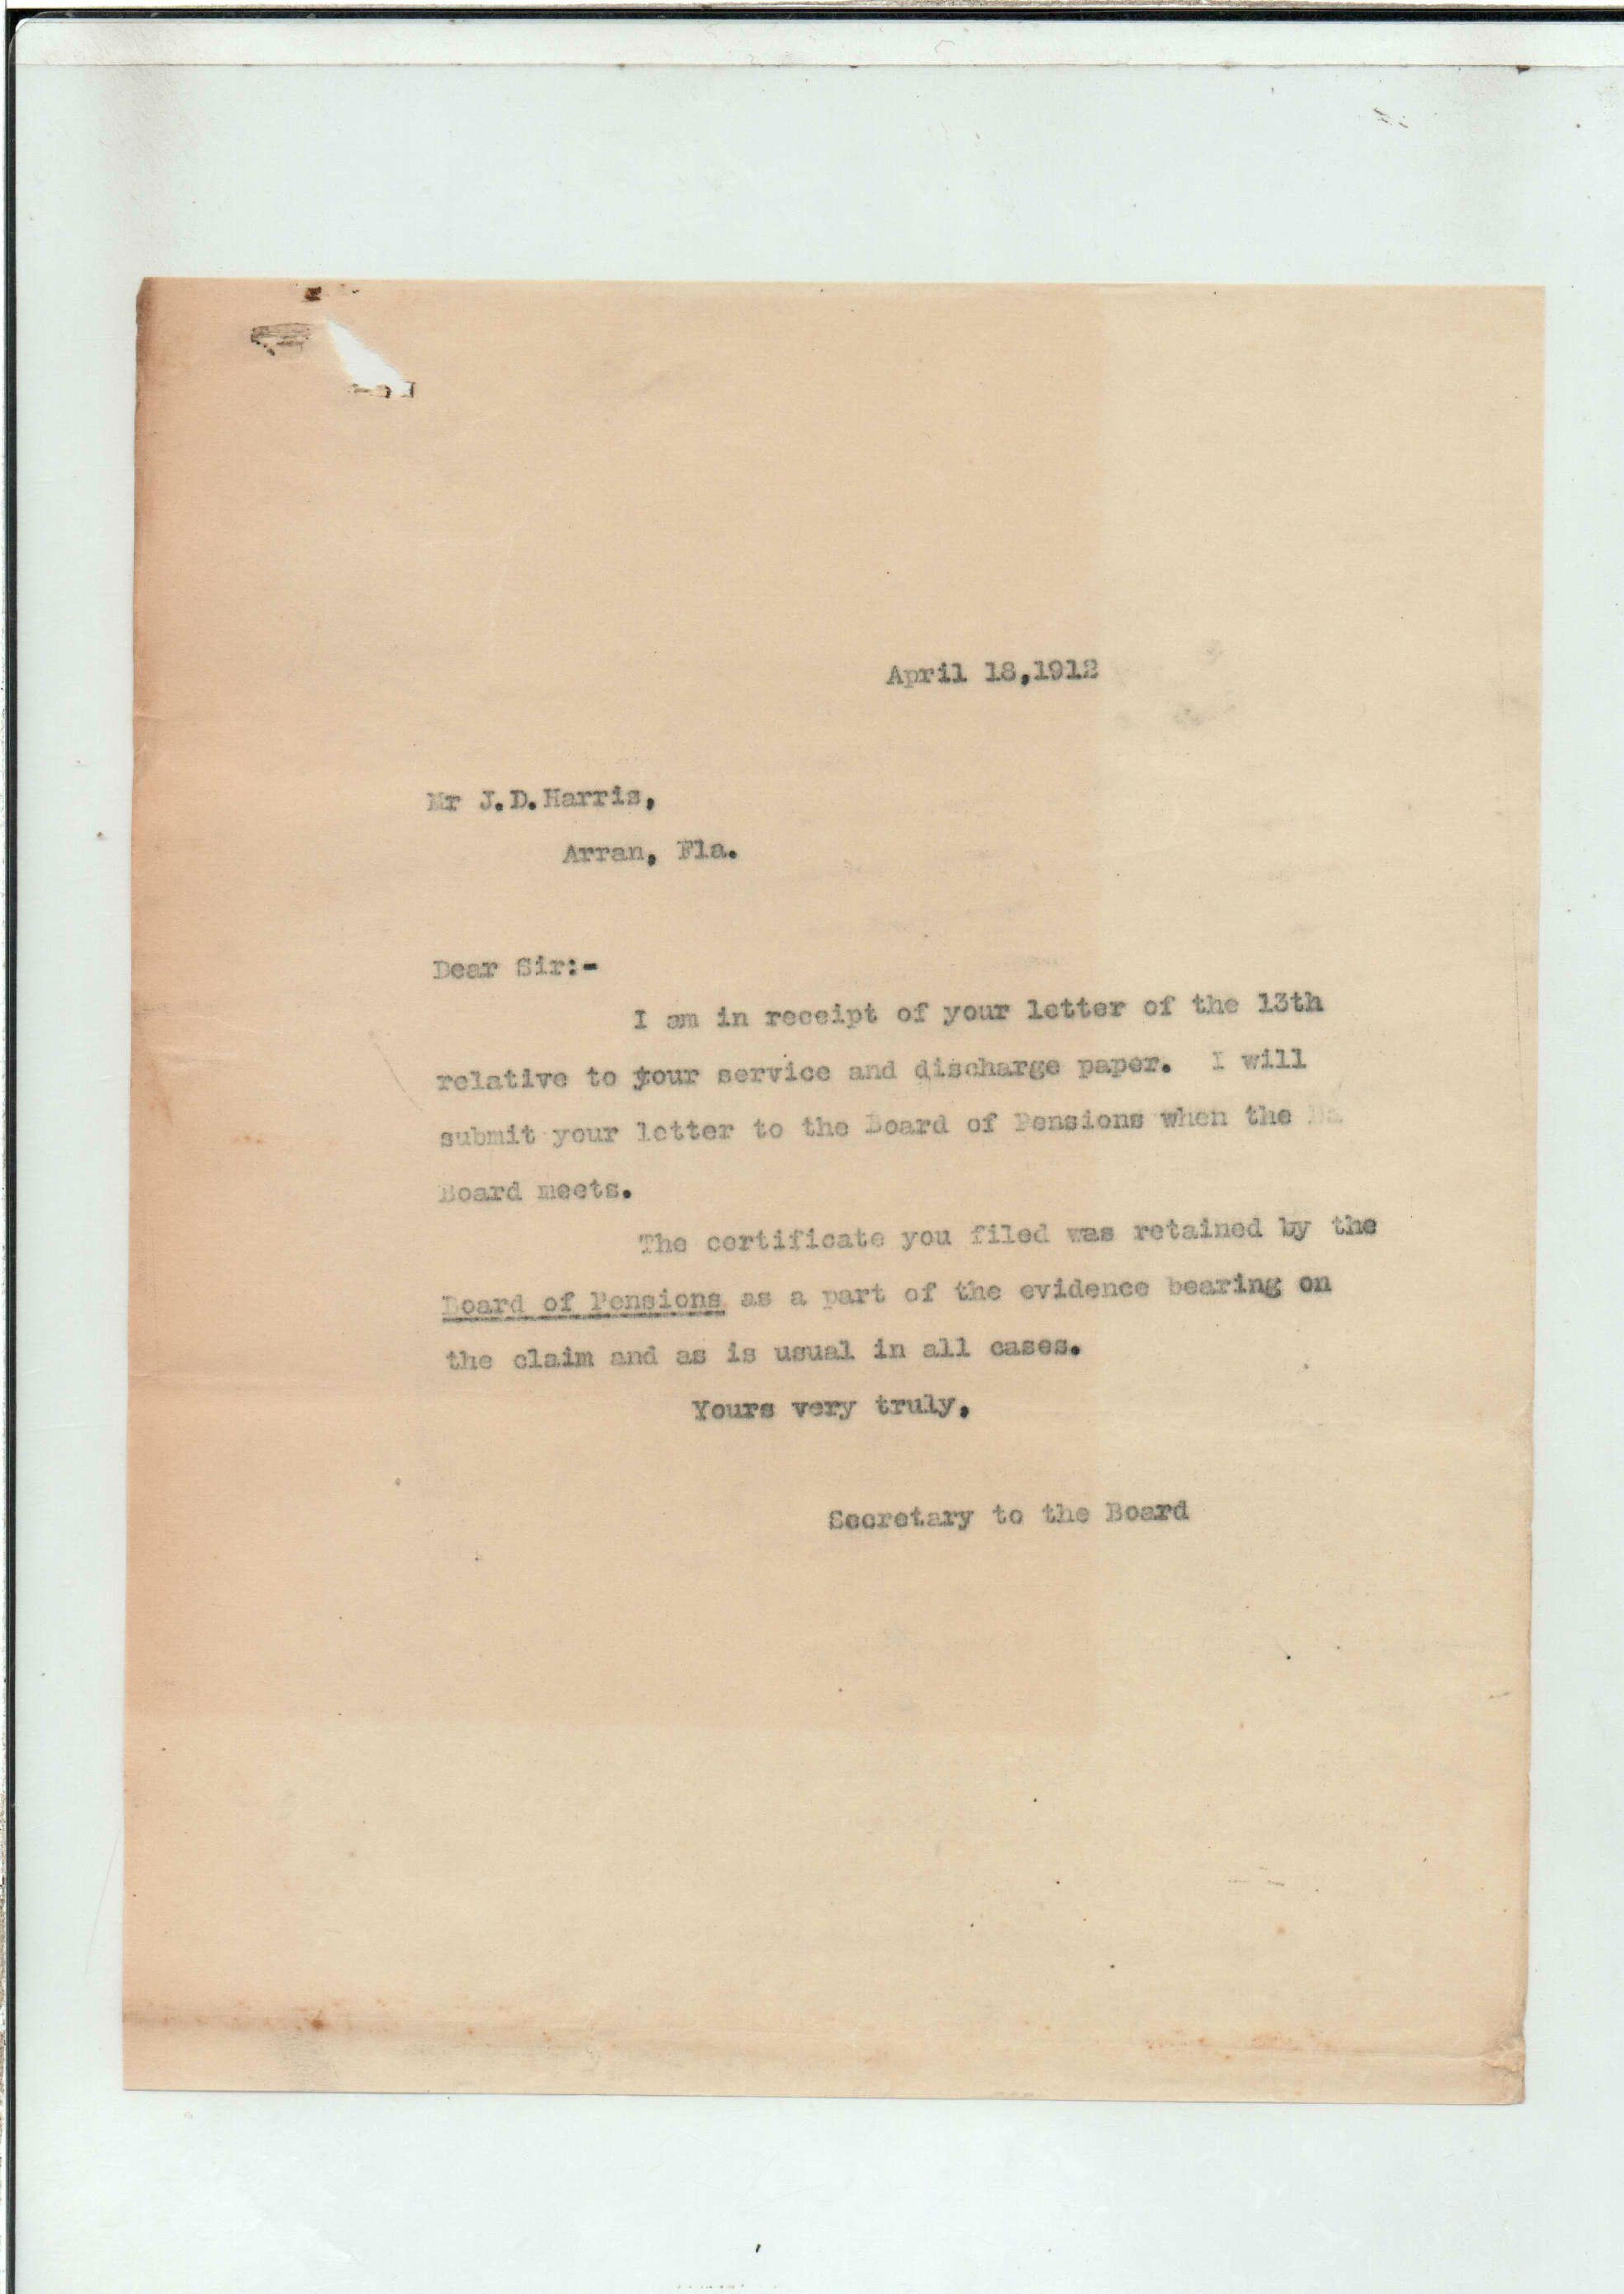 April 18,1912
Mr J.D.Harris,
Arran, Fla.
Dear Sir:-
I am in receipt of your letter of the 13th
relative to your service and discharge paper. I will
submit your letter to the Board of Pensions when the Ba
Board meets.
The certificate you filed was retained by the
Board of Pensions as a part of the evidence bearing on
the claim and as is usual in all cases.
Yours very truly,
Secretary to the Board